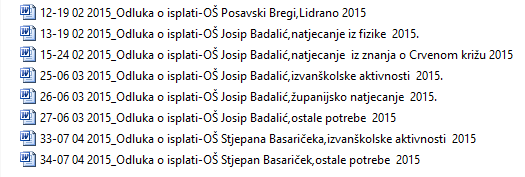 12-19 02 2015_Odluka o isplati-OŠ Posavski Bregi,Lidrano 2015
13-19 02 2015_Odluka o isplati-OŠ Josip Badalić,natjecanje iz fizike  2015.
15-24 02 2015_Odluka o isplati-OŠ Josip Badalić,natjecanje  iz znanja o Crvenom križu 2015
25-06 03 2015_Odluka o isplati-OŠ Josip Badalić,izvanškolske aktivnosti  2015.
26-06 03 2015_Odluka o isplati-OŠ Josip Badalić,županijsko natjecanje  2015.
27-06 03 2015_Odluka o isplati-OŠ Josip Badalić,ostale potrebe  2015
33-07 04 2015_Odluka o isplati-OŠ Stjepana Basaričeka,izvanškolske aktivnosti  2015
34-07 04 2015_Odluka o isplati-OŠ Stjepan Basariček,ostale potrebe  2015